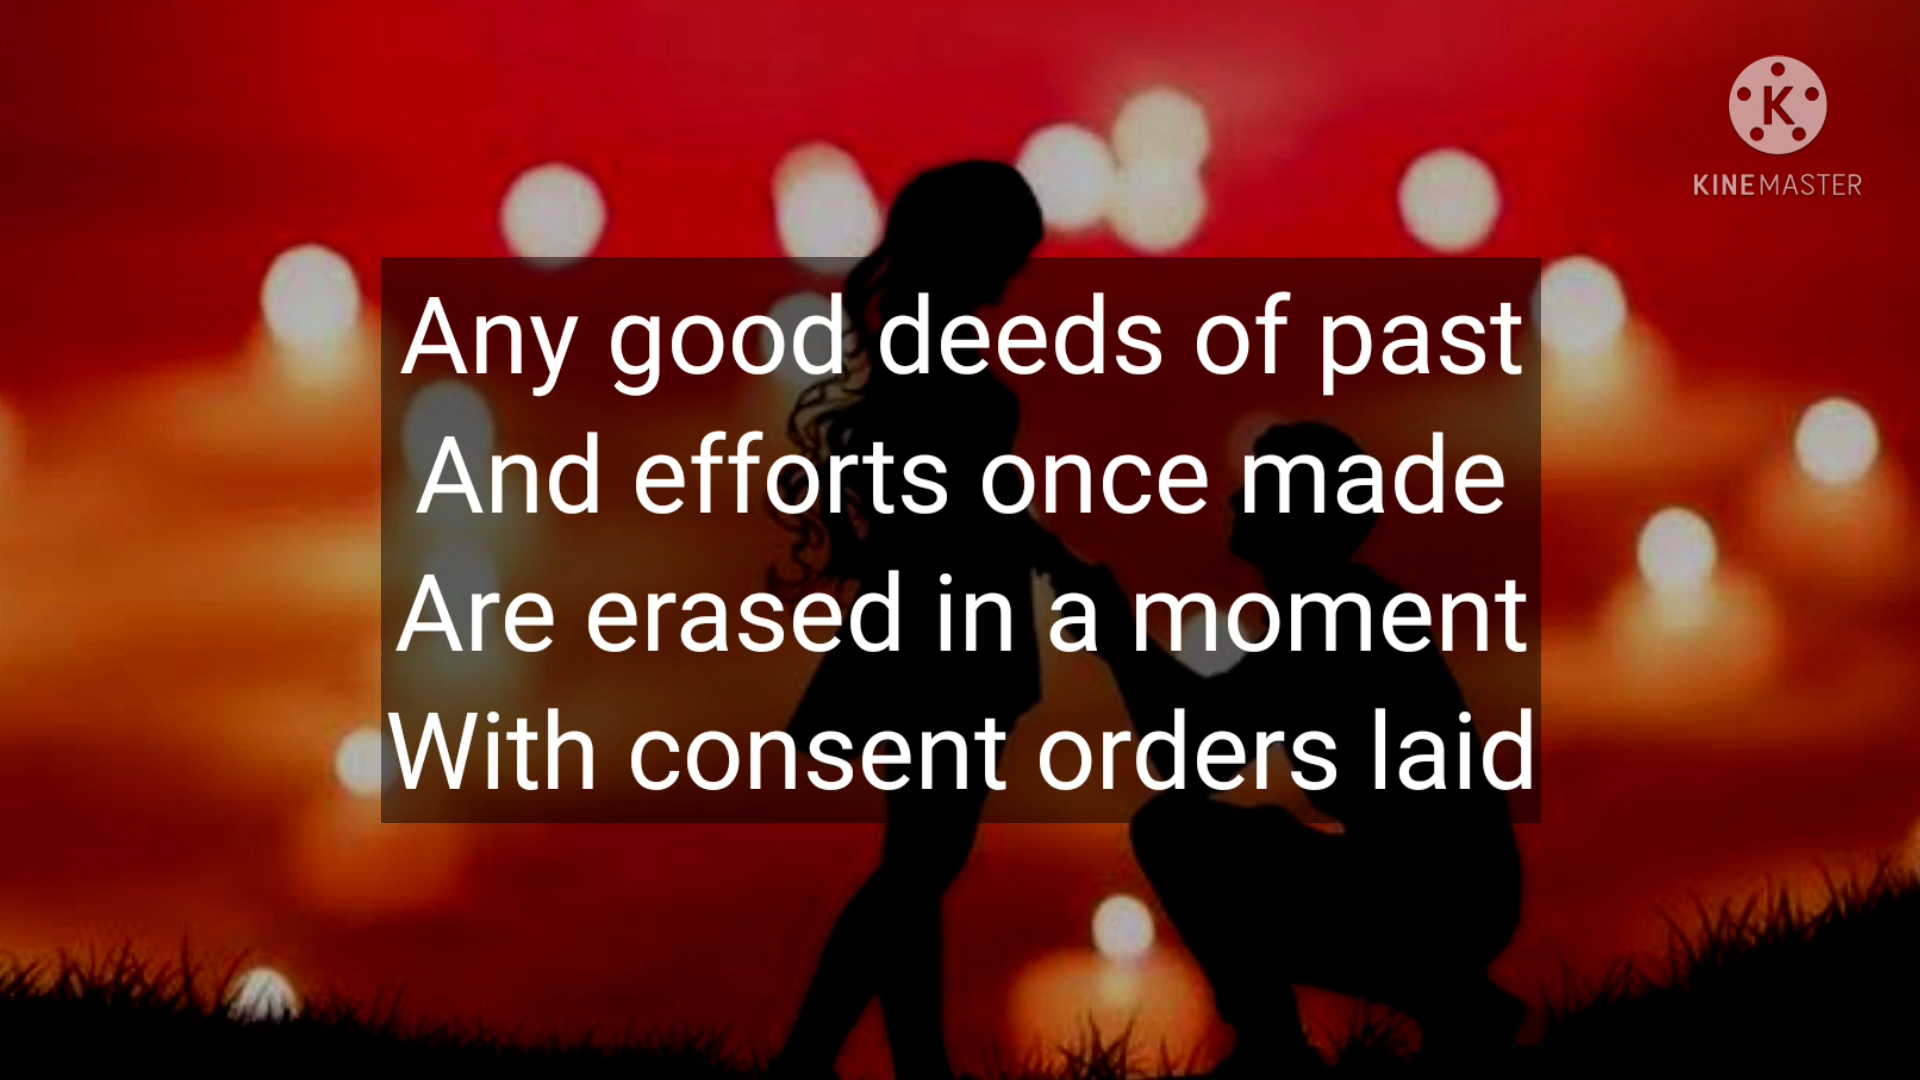 K
KINEMASTER
Any good deeds of past
And efforts once made
Are erased in a moment
With consent orders laid